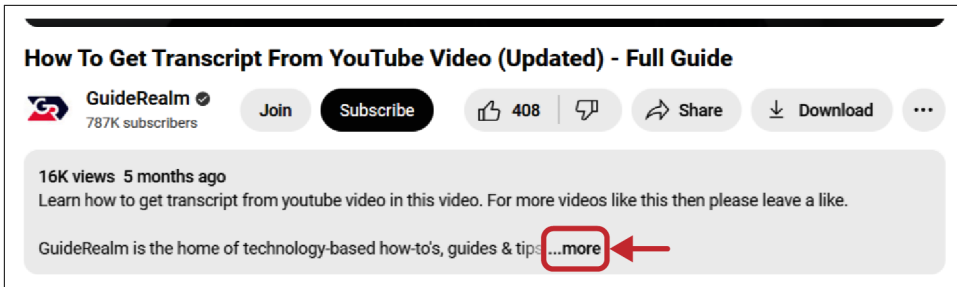 How To Get Transcript From YouTube Video (Updated) - Full Guide
GuideRealm
787K subscribers
Join
Subscribe
408
Share
Download
16K views 5 months ago
Learn how to get transcript from youtube video in this video. For more videos like this then please leave a like.
GuideRealm is the home of technology-based how-to's, guides & tips ...more